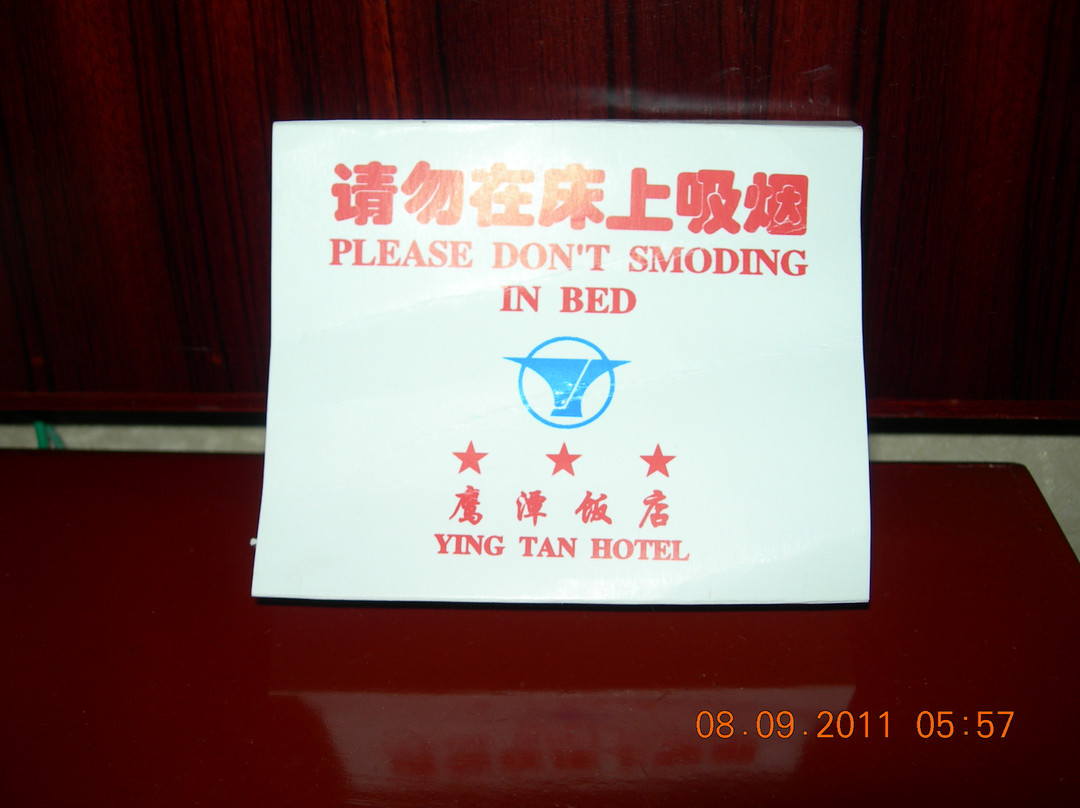 请勿在床上吸烟
PLEASE DON'T SMODING
IN BED
鹰潭饭店
YING TAN HOTEL
08.09.2011 05:57